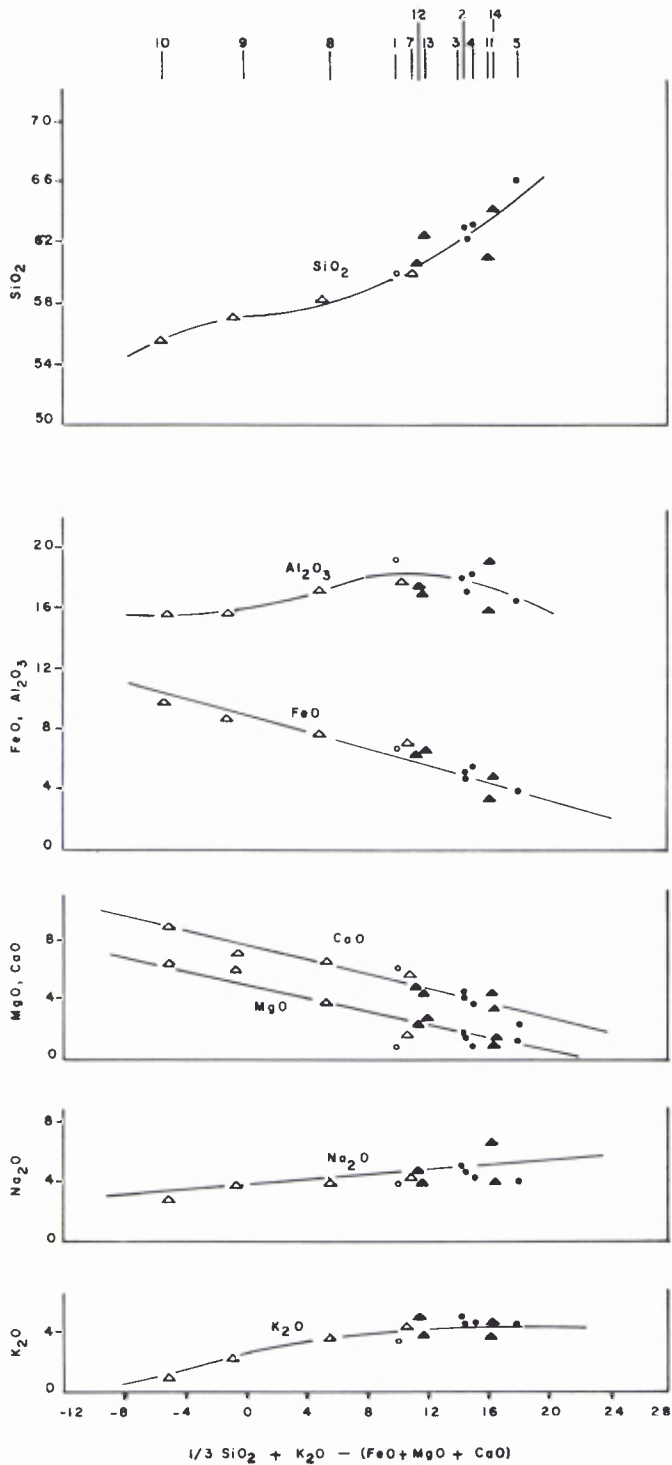 12 2 14
10 9 8 1 7 13 3 4 11 5
70
66
62
58
54
50
SiO2
SiO2
20
16
12
8
4
0
FeO, Al2O3
Al2O3
FeO
8
4
0
MgO, CaO
CaO
MgO
8
4
0
Na2O
Na2O
4
0
K2O
K2O
-12 -8 -4 0 4 8 12 16 20 24 28
1/3 SiO2 + K2O - (FeO+MgO + CaO)